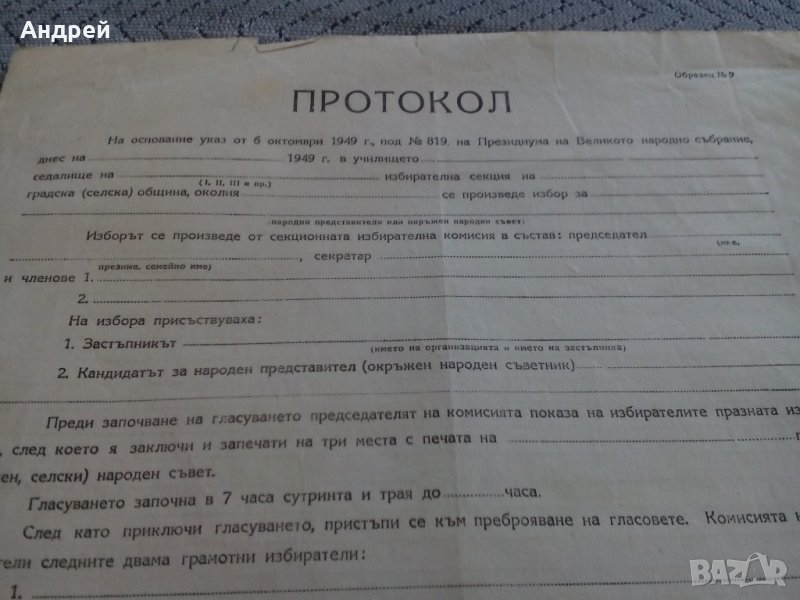 Андрей
Образец № 9
ПРОТОКОЛ
На основание указ от 6 октомври 1949 г., под № 819, на Президиума на Великото народно събрание,
днес на ........ 1949 г. в училището ........
седалище на ........ избирателна секция на ........
(I, II, III и пр.)
градска (селска) община, околия ........ се произведе избор за ........
(народни представители или окръжен народен съвет)
Изборът се произведе от секционната избирателна комисия в състав: председател ........
(име,
........, секретар ........
презиме, семейно име)
и членове 1. ........
2. ........
На избора присъствуваха:
1. Застъпникът ........
(името на организацията и името на застъпника)
2. Кандидатът за народен представител (окръжен народен съветник) ........
Преди започване на гласуването председателят на комисията показа на избирателите празната из
, след което я заключи и запечати на три места с печата на ........
ен, селски) народен съвет.
Гласуването започна в 7 часа сутринта и трая до ........ часа.
След като приключи гласуването, пристъпи се към преброяване на гласовете. Комисията
тели следните двама грамотни избиратели:
1. ........
BAZAR